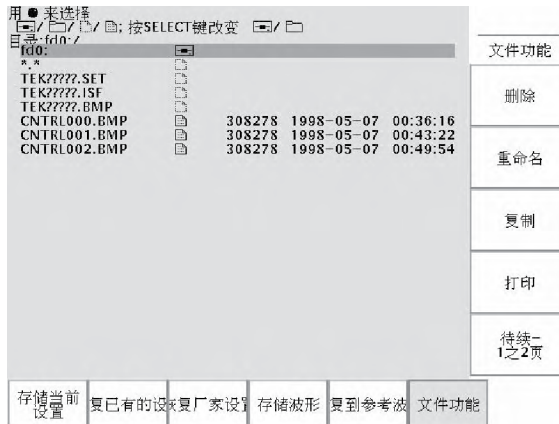 用 来选择
/ / / ; 按SELECT键改变 /
目录:fd0:/
fd0:
*.*
TEK?????.SET
TEK?????.ISF
TEK?????.BMP
CNTRL000.BMP 308278 1998-05-07 00:36:16
CNTRL001.BMP 308278 1998-05-07 00:43:22
CNTRL002.BMP 308278 1998-05-07 00:49:54
文件功能
删除
重命名
复制
打印
待续-
1之2页
存储当前
设置
复已有的设
复厂家设
存储波形
复到参考波
文件功能